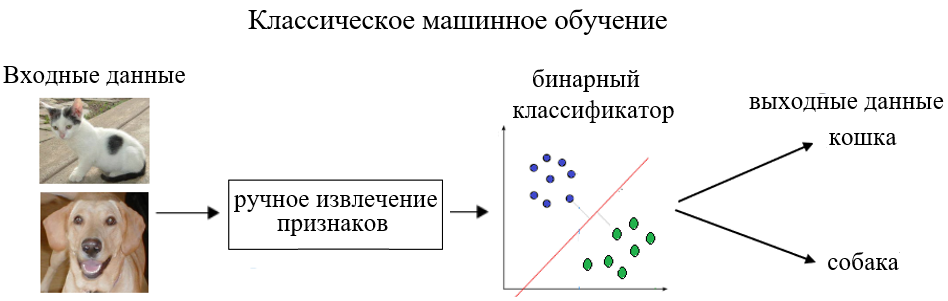 Классическое машинное обучение
Входные данные
бинарный
классификатор
выходные данные
кошка
ручное извлечение
признаков
собака